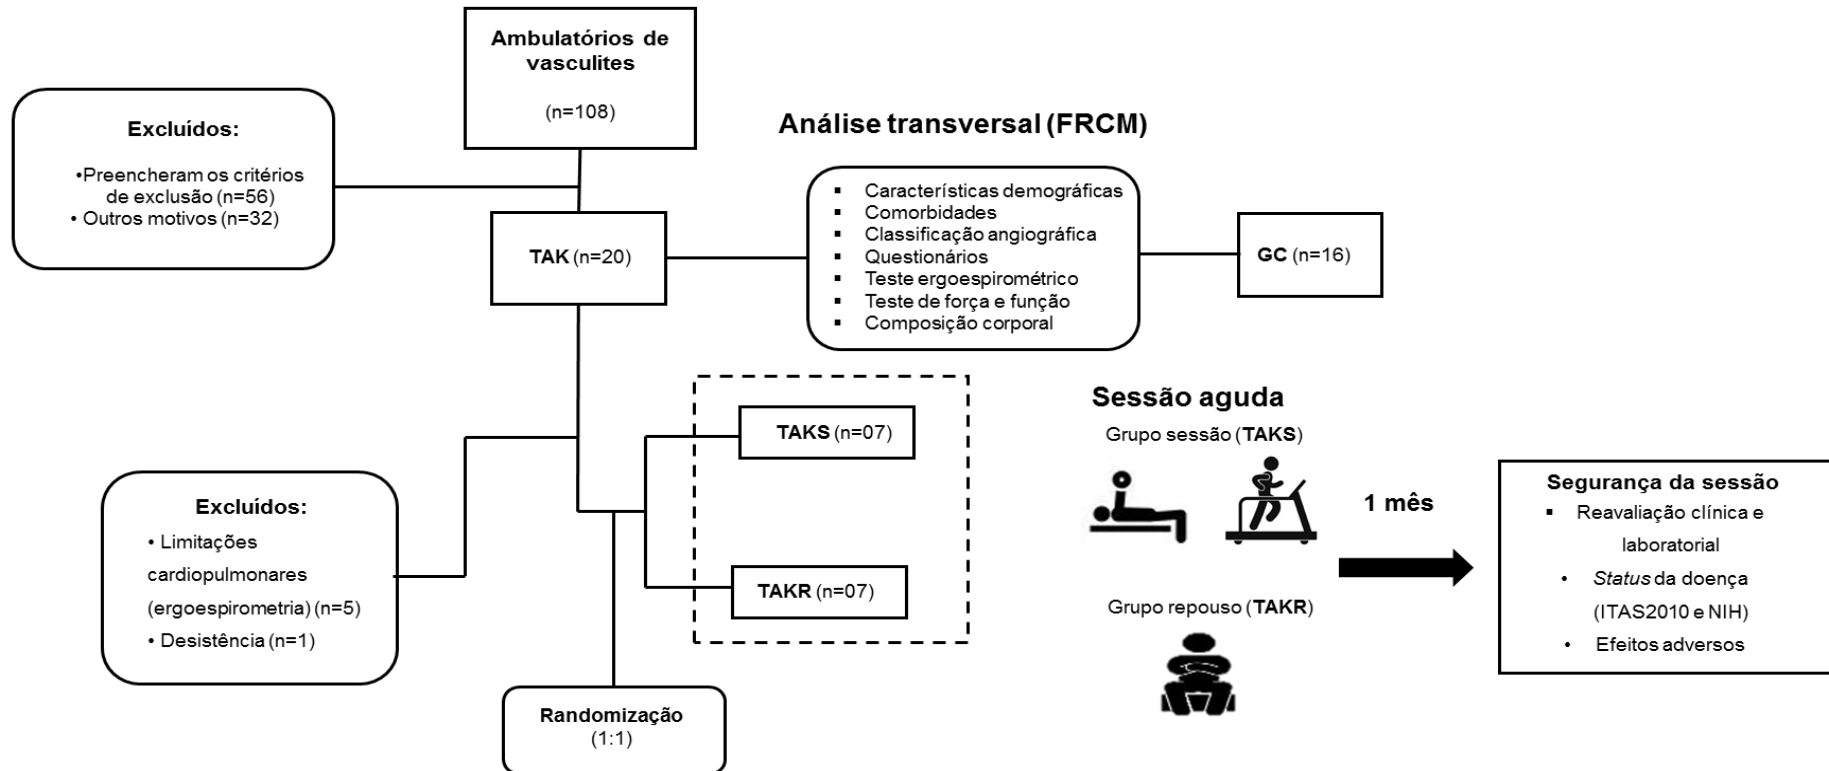 Ambulatórios de
vasculites
(n=108)
Excluídos:
•Preencheram os critérios
de exclusão (n=56)
• Outros motivos (n=32)
Análise transversal (FRCM)
TAK (n=20)
▪ Características demográficas
▪ Comorbidades
▪ Classificação angiográfica
▪ Questionários
▪ Teste ergoespirométrico
▪ Teste de força e função
▪ Composição corporal
GC (n=16)
TAKS (n=07)
TAKR (n=07)
Excluídos:
• Limitações
cardiopulmonares
(ergoespirometria) (n=5)
• Desistência (n=1)
Randomização
(1:1)
Sessão aguda
Grupo sessão (TAKS)
Grupo repouso (TAKR)
1 mês
Segurança da sessão
▪ Reavaliação clínica e
laboratorial
• Status da doença
(ITAS2010 e NIH)
• Efeitos adversos